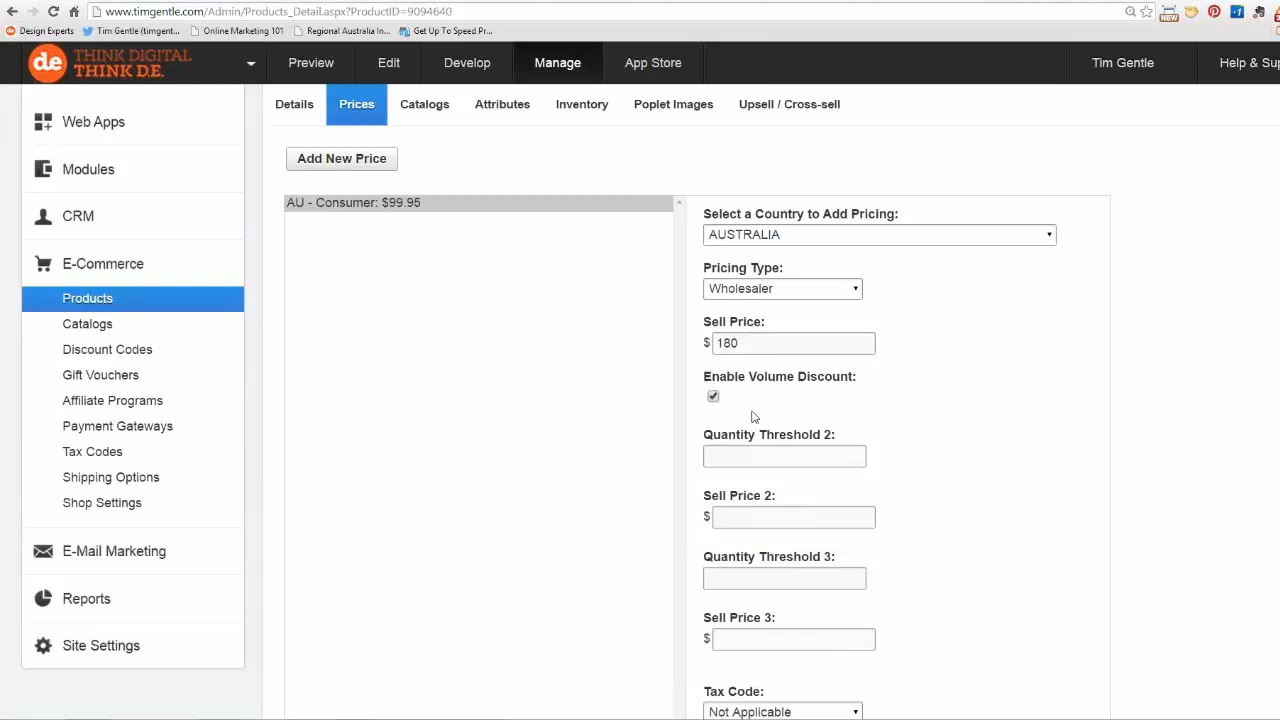 www.timgentle.com/Admin/Products_Detail.aspx?ProductID=9094640
Design Experts
Tim Gentle (timgent...
Online Marketing 101
Regional Australia In...
Get Up To Speed Pr...
d.e THINK DIGITAL
THINK D.E.
Preview
Edit
Develop
Manage
App Store
Tim Gentle
Help & Sup
Web Apps
Modules
CRM
E-Commerce
Products
Catalogs
Discount Codes
Gift Vouchers
Affiliate Programs
Payment Gateways
Tax Codes
Shipping Options
Shop Settings
E-Mail Marketing
Reports
Site Settings
Details
Prices
Catalogs
Attributes
Inventory
Poplet Images
Upsell / Cross-sell
Add New Price
AU - Consumer: $99.95
Select a Country to Add Pricing:
AUSTRALIA
Pricing Type:
Wholesaler
Sell Price:
$ 180
Enable Volume Discount:
Quantity Threshold 2:
Sell Price 2:
$
Quantity Threshold 3:
Sell Price 3:
$
Tax Code:
Not Applicable